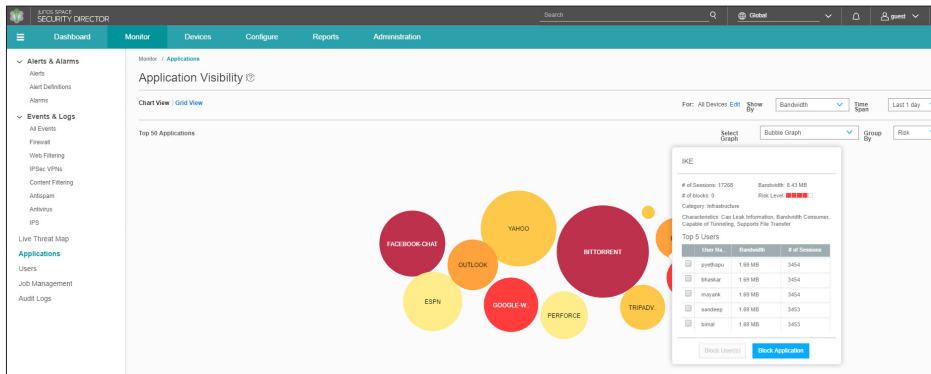 JUNOS SPACE
SECURITY DIRECTOR
Search
Global
guest
Dashboard Monitor Devices Configure Reports Administration
Alerts & Alarms
Alerts
Alert Definitions
Alarms
Events & Logs
All Events
Firewall
Web Filtering
IPSec VPNs
Content Filtering
Antispam
Antivirus
IPS
Live Threat Map
Applications
Users
Job Management
Audit Logs
Monitor / Applications
Application Visibility
Chart View | Grid View
For: All Devices Edit Show By Bandwidth Time Span Last 1 day
Top 50 Applications
Select Graph Bubble Graph Group By Risk
FACEBOOK-CHAT
YAHOO
OUTLOOK
BITTORRENT
ESPN
GOOGLE-W..
PERFORCE
TRIPADV..
IKE
# of Sessions: 17268 Bandwidth: 8.43 MB
# of blocks: 0 Risk Level:
Category: Infrastructure
Characteristics: Can Leak Information, Bandwidth Consumer,
Capable of Tunneling, Supports File Transfer
Top 5 Users
User Na... Bandwidth # of Sessions
pyethapu 1.69 MB 3454
bhaskar 1.69 MB 3454
mayank 1.69 MB 3454
sandeep 1.69 MB 3453
bimal 1.69 MB 3453
Block User(s) Block Application